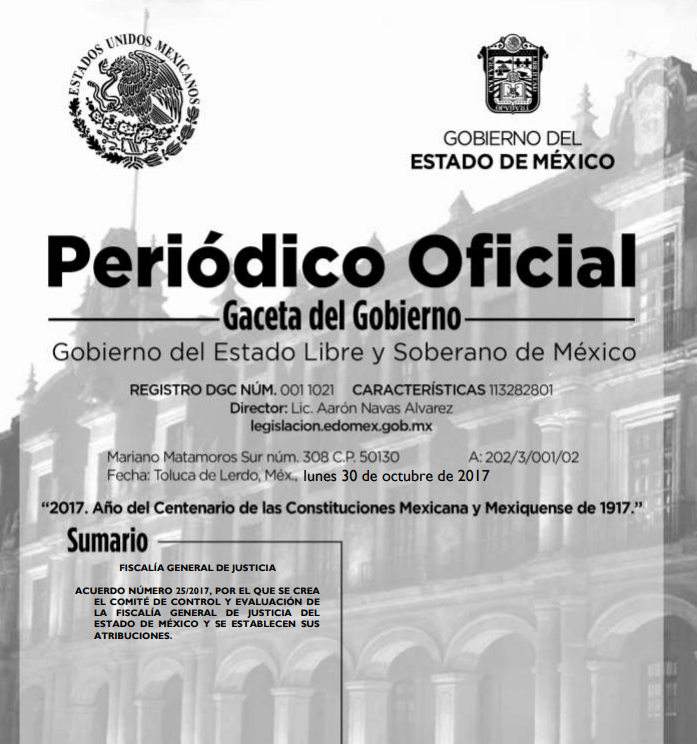 ESTADOS UNIDOS MEXICANOS
GOBIERNO DEL
ESTADO DE MÉXICO
Periódico Oficial
Gaceta del Gobierno
Gobierno del Estado Libre y Soberano de México
REGISTRO DGC NÚM. 001 1021 CARACTERÍSTICAS 113282801
Director: Lic. Aarón Navas Alvarez
legislacion.edomex.gob.mx
Mariano Matamoros Sur núm. 308 C.P. 50130 A: 202/3/001/02
Fecha: Toluca de Lerdo, Méx., lunes 30 de octubre de 2017
“2017. Año del Centenario de las Constituciones Mexicana y Mexiquense de 1917.”
Sumario
FISCALÍA GENERAL DE JUSTICIA
ACUERDO NÚMERO 25/2017, POR EL QUE SE CREA
EL COMITÉ DE CONTROL Y EVALUACIÓN DE
LA FISCALÍA GENERAL DE JUSTICIA DEL
ESTADO DE MÉXICO Y SE ESTABLECEN SUS
ATRIBUCIONES.